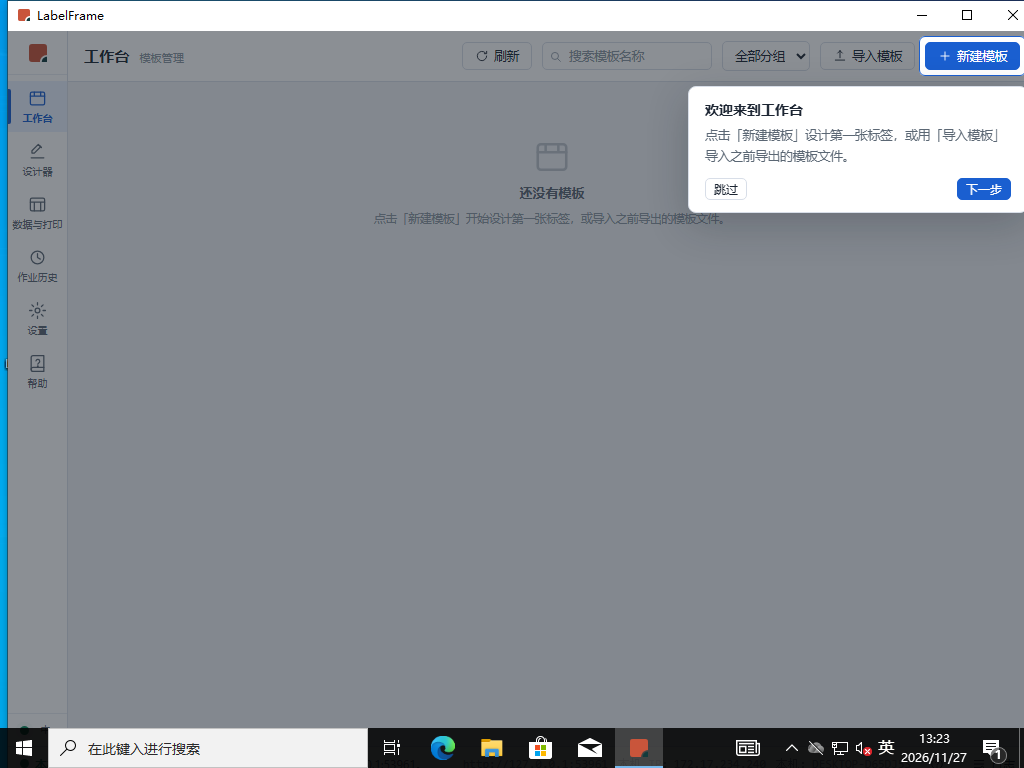 LabelFrame
工作台 模板管理
刷新
搜索模板名称
全部分组
导入模板
新建模板
工作台
设计器
数据与打印
作业历史
设置
帮助
欢迎来到工作台
点击「新建模板」设计第一张标签，或用「导入模板」
导入之前导出的模板文件。
跳过
下一步
还没有模板
点击「新建模板」开始设计第一张标签，或导入之前导出的模板文件。
在此键入进行搜索
英
13:23
2026/11/27
1